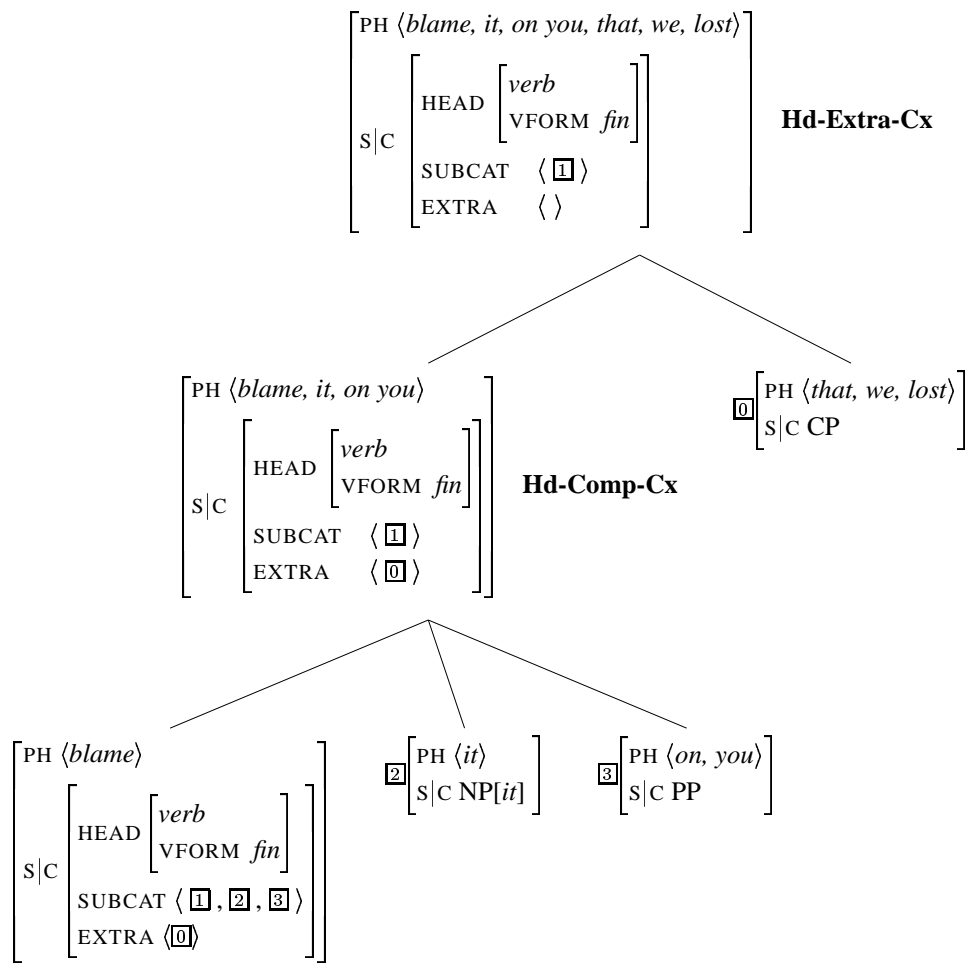 PH ⟨blame, it, on you, that, we, lost⟩
S|C
HEAD
verb
VFORM fin
SUBCAT ⟨ 1 ⟩
EXTRA ⟨ ⟩
Hd-Extra-Cx
PH ⟨blame, it, on you⟩
S|C
HEAD
verb
VFORM fin
SUBCAT ⟨ 1 ⟩
EXTRA ⟨ 0 ⟩
Hd-Comp-Cx
0
PH ⟨that, we, lost⟩
S|C CP
PH ⟨blame⟩
S|C
HEAD
verb
VFORM fin
SUBCAT ⟨ 1 , 2 , 3 ⟩
EXTRA ⟨0⟩
2
PH ⟨it⟩
S|C NP[it]
3
PH ⟨on, you⟩
S|C PP